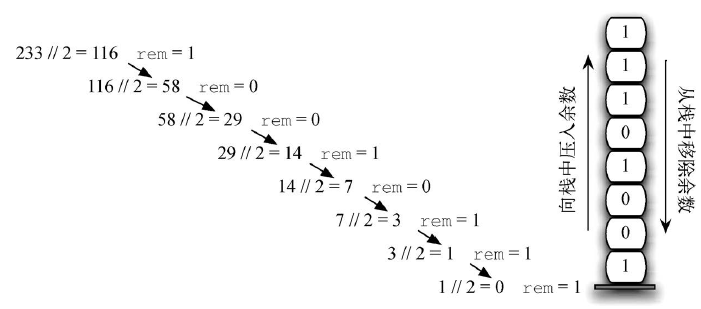 233 // 2 = 116 rem = 1
116 // 2 = 58 rem = 0
58 // 2 = 29 rem = 0
29 // 2 = 14 rem = 1
14 // 2 = 7 rem = 0
7 // 2 = 3 rem = 1
3 // 2 = 1 rem = 1
1 // 2 = 0 rem = 1
向栈中压入余数
1
1
1
0
1
0
0
1
从栈中移除余数